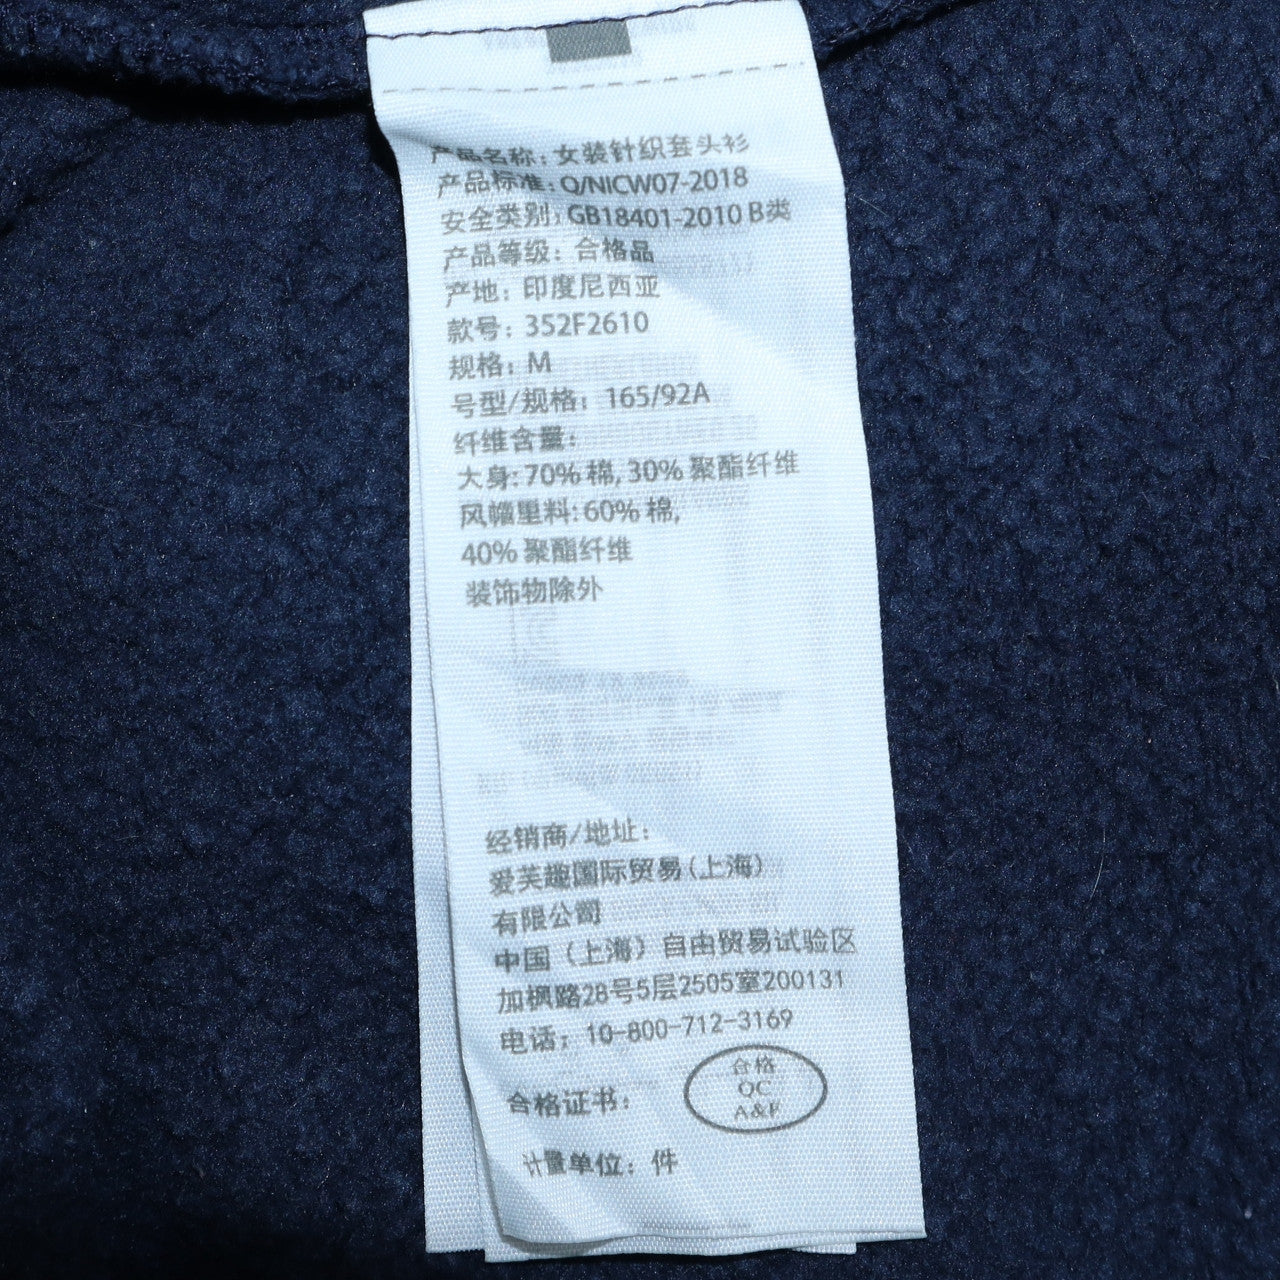 产品名称：女装针织套头衫
产品标准：Q/NICW07-2018
安全类别：GB18401-2010 B类
产品等级：合格品
产地：印度尼西亚
款号：352F2610
规格：M
号型/规格：165/92A
纤维含量：
大身：70% 棉, 30% 聚酯纤维
风帽里料：60% 棉,
40% 聚酯纤维
装饰物除外
经销商/地址：
爱芙趣国际贸易(上海)
有限公司
中国（上海）自由贸易试验区
加枫路28号5层2505室200131
电话：10-800-712-3169
合格
QC
A&F
合格证书：
计量单位：件